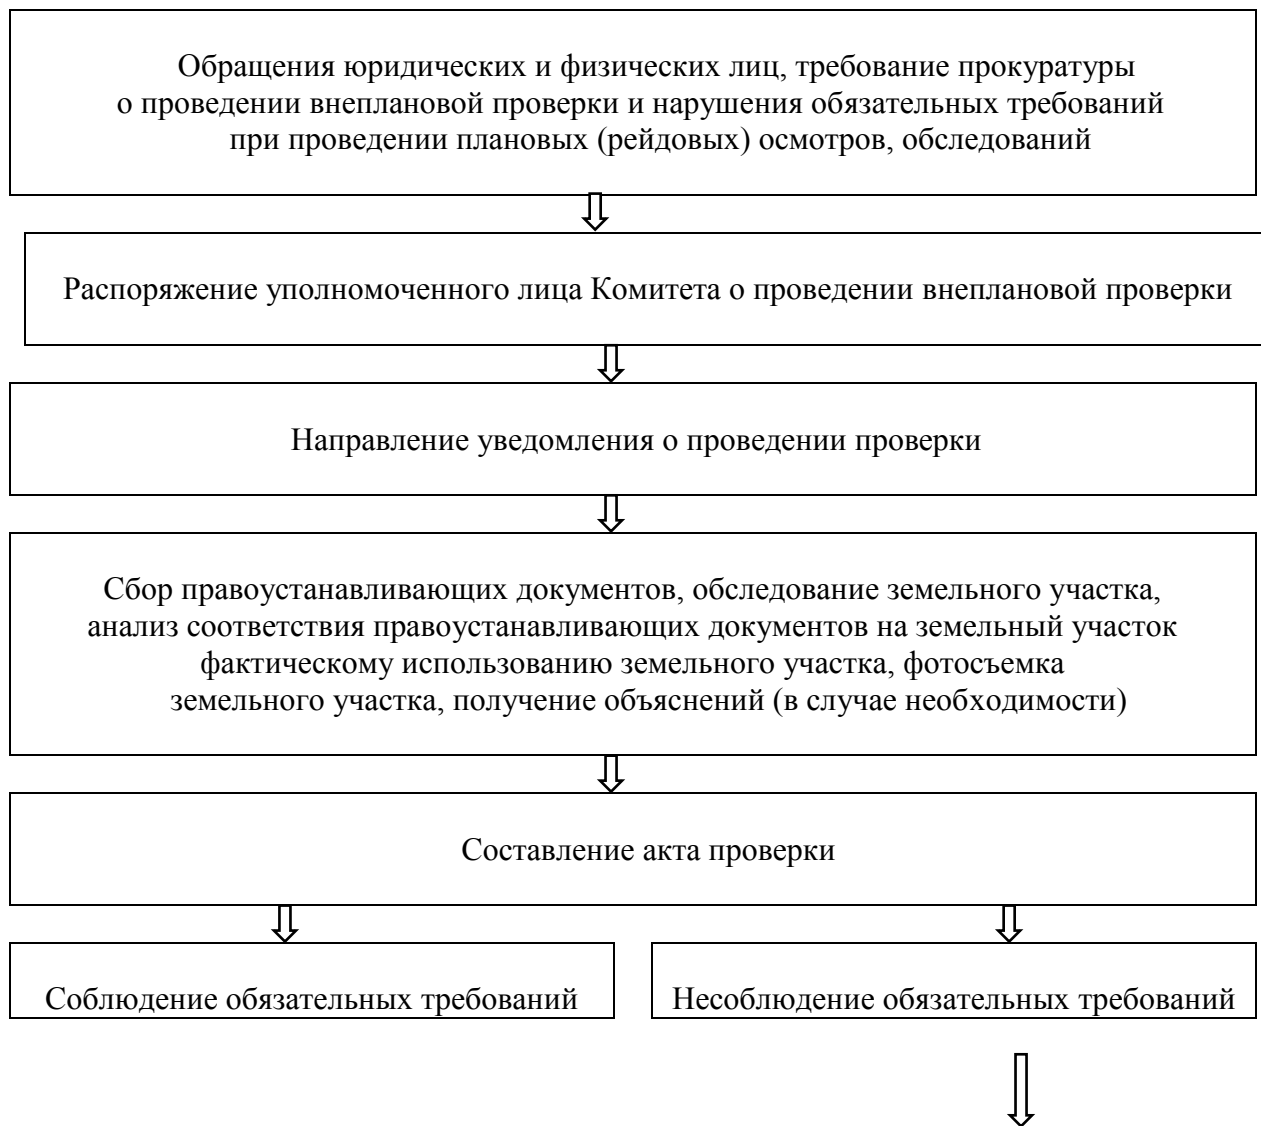 Обращения юридических и физических лиц, требование прокуратуры
о проведении внеплановой проверки и нарушения обязательных требований
при проведении плановых (рейдовых) осмотров, обследований
Распоряжение уполномоченного лица Комитета о проведении внеплановой проверки
Направление уведомления о проведении проверки
Сбор правоустанавливающих документов, обследование земельного участка,
анализ соответствия правоустанавливающих документов на земельный участок
фактическому использованию земельного участка, фотосъемка
земельного участка, получение объяснений (в случае необходимости)
Составление акта проверки
Соблюдение обязательных требований
Несоблюдение обязательных требований